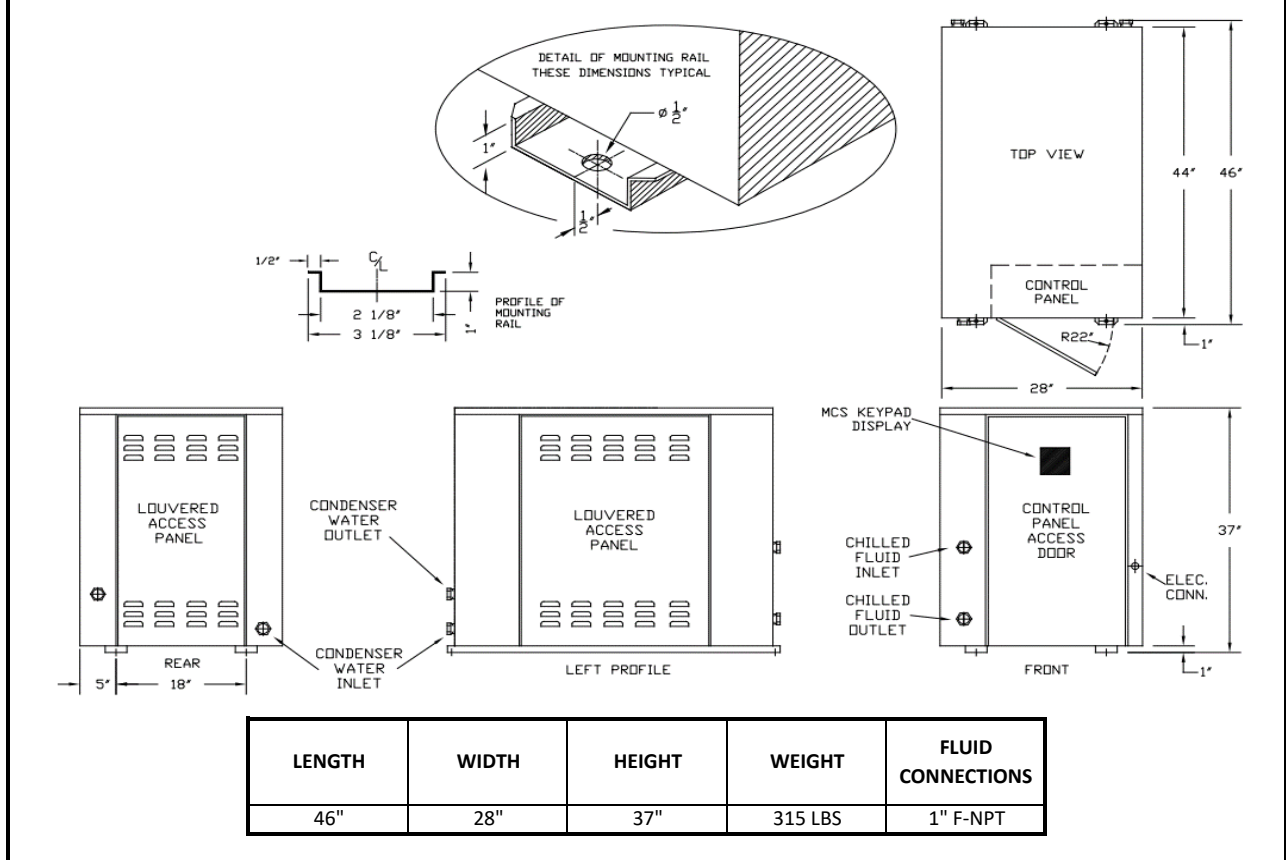 DETAIL OF MOUNTING RAIL
THESE DIMENSIONS TYPICAL
ø 1/2"
1"
1/2"
TOP VIEW
44"
46"
CONTROL
PANEL
R22"
1"
28"
1/2"
C/L
2 1/8"
3 1/8"
1"
PROFILE OF
MOUNTING
RAIL
LOUVERED
ACCESS
PANEL
REAR
5"
18"
CONDENSER
WATER
OUTLET
CONDENSER
WATER
INLET
LOUVERED
ACCESS
PANEL
LEFT PROFILE
MCS KEYPAD
DISPLAY
CHILLED
FLUID
INLET
CHILLED
FLUID
OUTLET
CONTROL
PANEL
ACCESS
DOOR
37"
ELEC.
CONN.
FRONT
1"
LENGTH WIDTH HEIGHT WEIGHT FLUID
CONNECTIONS
46" 28" 37" 315 LBS 1" F-NPT